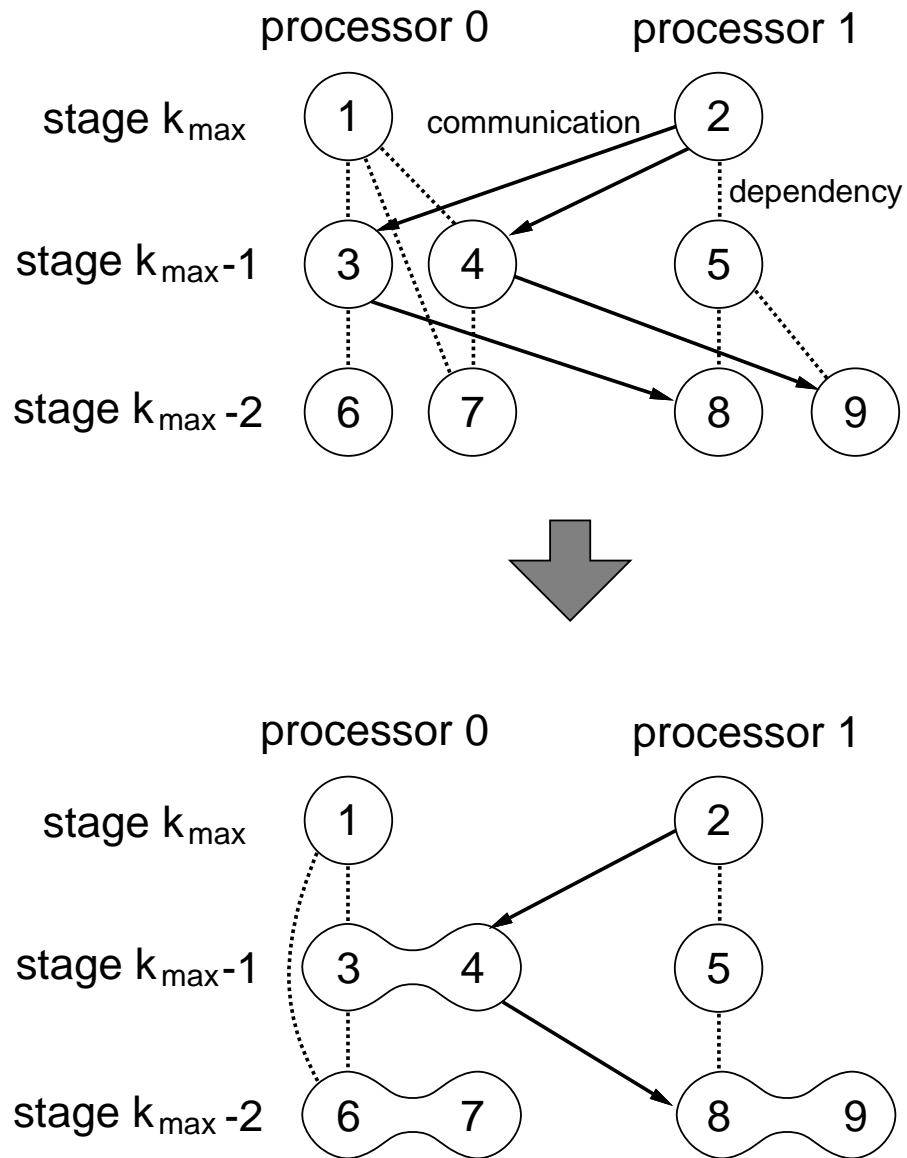 processor 0 processor 1
stage kmax 1 communication 2
dependency
stage kmax-1 3 4 5
stage kmax-2 6 7 8 9
processor 0 processor 1
stage kmax 1 2
stage kmax-1 3 4 5
stage kmax-2 6 7 8 9